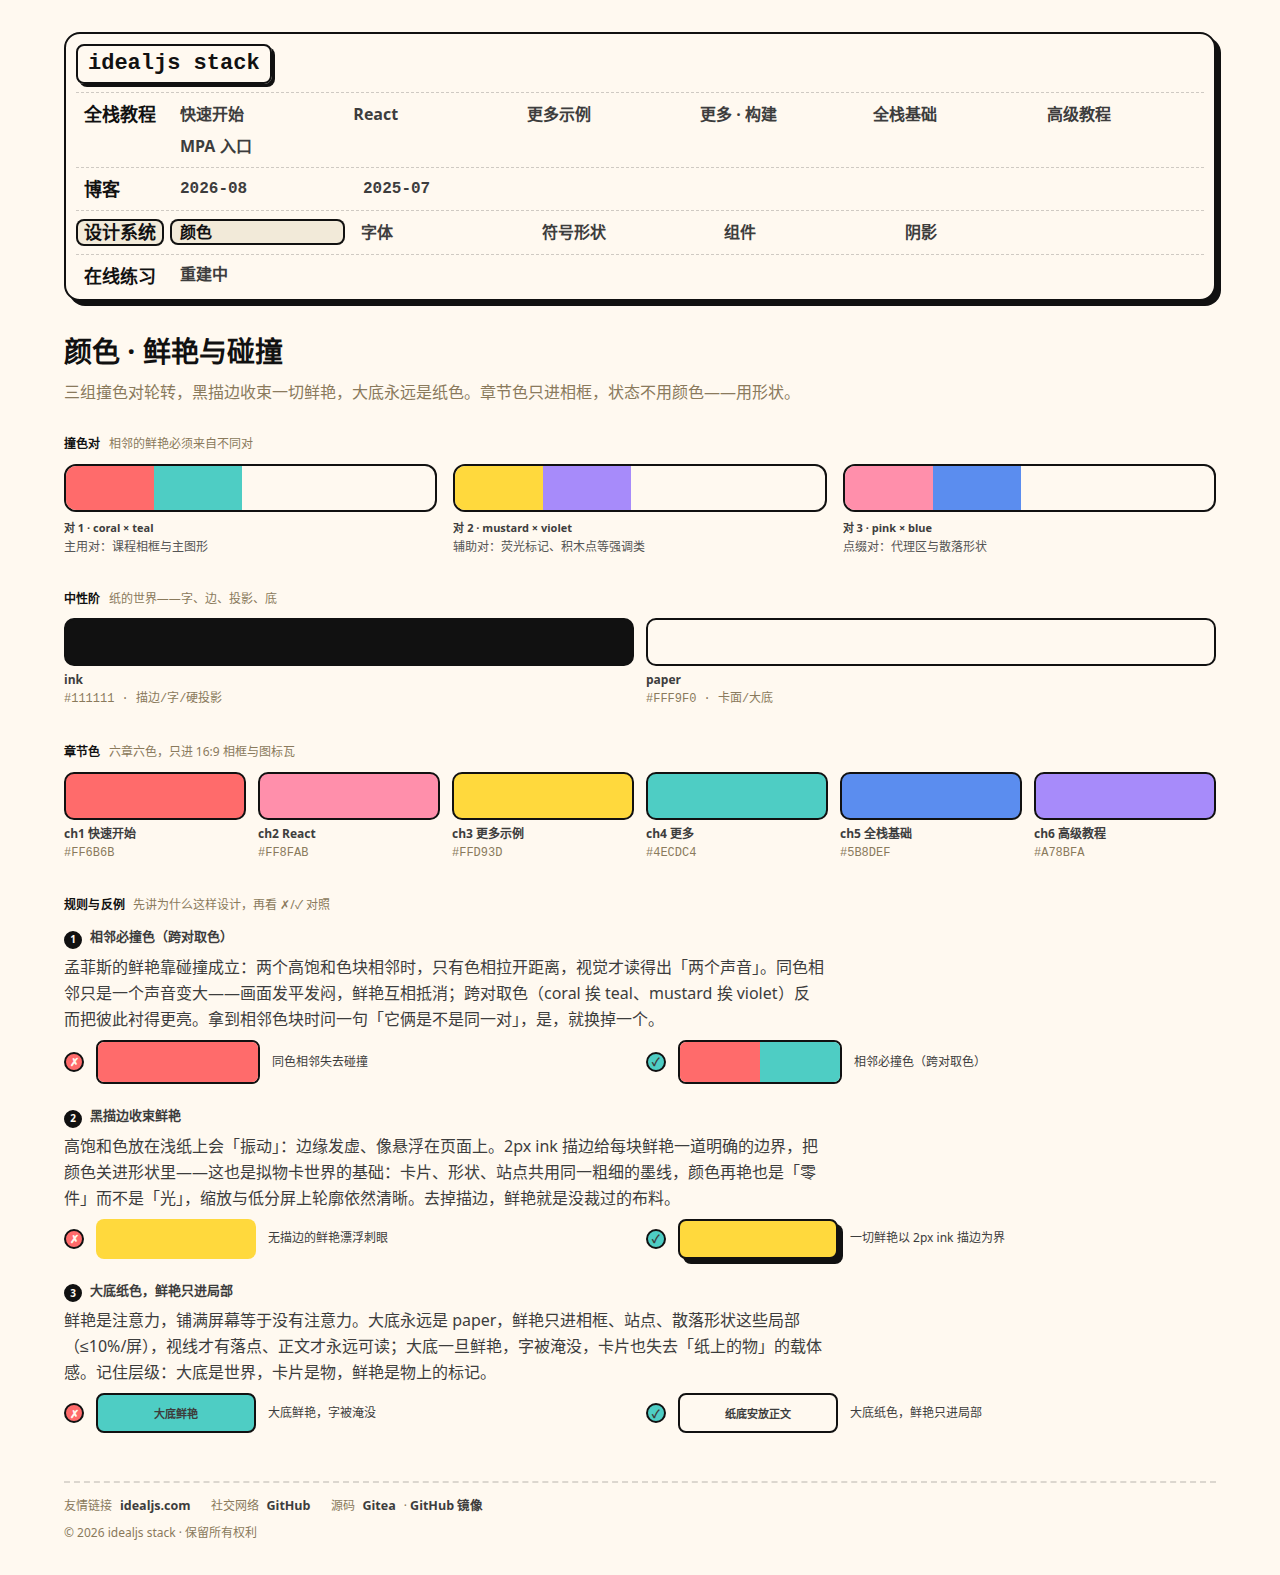 idealjs stack
全栈教程 快速开始 React 更多示例 更多 · 构建 全栈基础 高级教程
MPA 入口
博客 2026-08 2025-07
设计系统 颜色 字体 符号形状 组件 阴影
在线练习 重建中
颜色 · 鲜艳与碰撞
三组撞色对轮转，黑描边收束一切鲜艳，大底永远是纸色。章节色只进相框，状态不用颜色——用形状。
撞色对 相邻的鲜艳必须来自不同对
对 1 · coral × teal
主用对：课程相框与主图形
对 2 · mustard × violet
辅助对：荧光标记、积木点等强调类
对 3 · pink × blue
点缀对：代理区与散落形状
中性阶 纸的世界——字、边、投影、底
ink
#111111 · 描边/字/硬投影
paper
#FFF9F0 · 卡面/大底
章节色 六章六色，只进 16:9 相框与图标瓦
ch1 快速开始
#FF6B6B
ch2 React
#FF8FAB
ch3 更多示例
#FFD93D
ch4 更多
#4ECDC4
ch5 全栈基础
#5B8DEF
ch6 高级教程
#A78BFA
规则与反例 先讲为什么这样设计，再看 ✗/✓ 对照
1 相邻必撞色（跨对取色）
孟菲斯的鲜艳靠碰撞成立：两个高饱和色块相邻时，只有色相拉开距离，视觉才读得出「两个声音」。同色相
邻只是一个声音变大——画面发平发闷，鲜艳互相抵消；跨对取色（coral 挨 teal、mustard 挨 violet）反
而把彼此衬得更亮。拿到相邻色块时问一句「它俩是不是同一对」，是，就换掉一个。
✗ 同色相邻失去碰撞
✓ 相邻必撞色（跨对取色）
2 黑描边收束鲜艳
高饱和色放在浅纸上会「振动」：边缘发虚、像悬浮在页面上。2px ink 描边给每块鲜艳一道明确的边界，把
颜色关进形状里——这也是拟物卡世界的基础：卡片、形状、站点共用同一粗细的墨线，颜色再艳也是「零
件」而不是「光」，缩放与低分屏上轮廓依然清晰。去掉描边，鲜艳就是没裁过的布料。
✗ 无描边的鲜艳漂浮刺眼
✓ 一切鲜艳以 2px ink 描边为界
3 大底纸色，鲜艳只进局部
鲜艳是注意力，铺满屏幕等于没有注意力。大底永远是 paper，鲜艳只进相框、站点、散落形状这些局部
（≤10%/屏），视线才有落点、正文才永远可读；大底一旦鲜艳，字被淹没，卡片也失去「纸上的物」的载体
感。记住层级：大底是世界，卡片是物，鲜艳是物上的标记。
✗ 大底鲜艳 大底鲜艳，字被淹没
✓ 纸底安放正文 大底纸色，鲜艳只进局部
友情链接 idealjs.com 社交网络 GitHub 源码 Gitea · GitHub 镜像
© 2026 idealjs stack · 保留所有权利